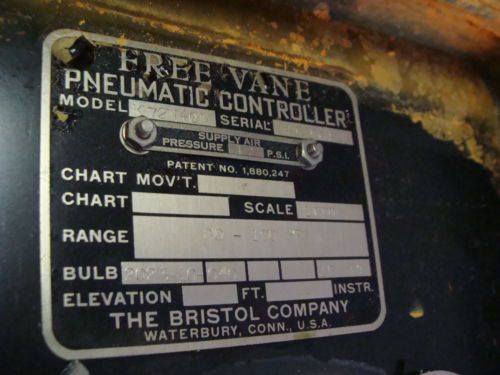 FREE VANE
PNEUMATIC CONTROLLER
MODEL SERIAL
SUPPLY AIR
PRESSURE P.S.I.
PATENT NO. 1,880,247
CHART MOV'T.
CHART SCALE
RANGE
BULB
ELEVATION FT. INSTR.
THE BRISTOL COMPANY
WATERBURY, CONN., U.S.A.